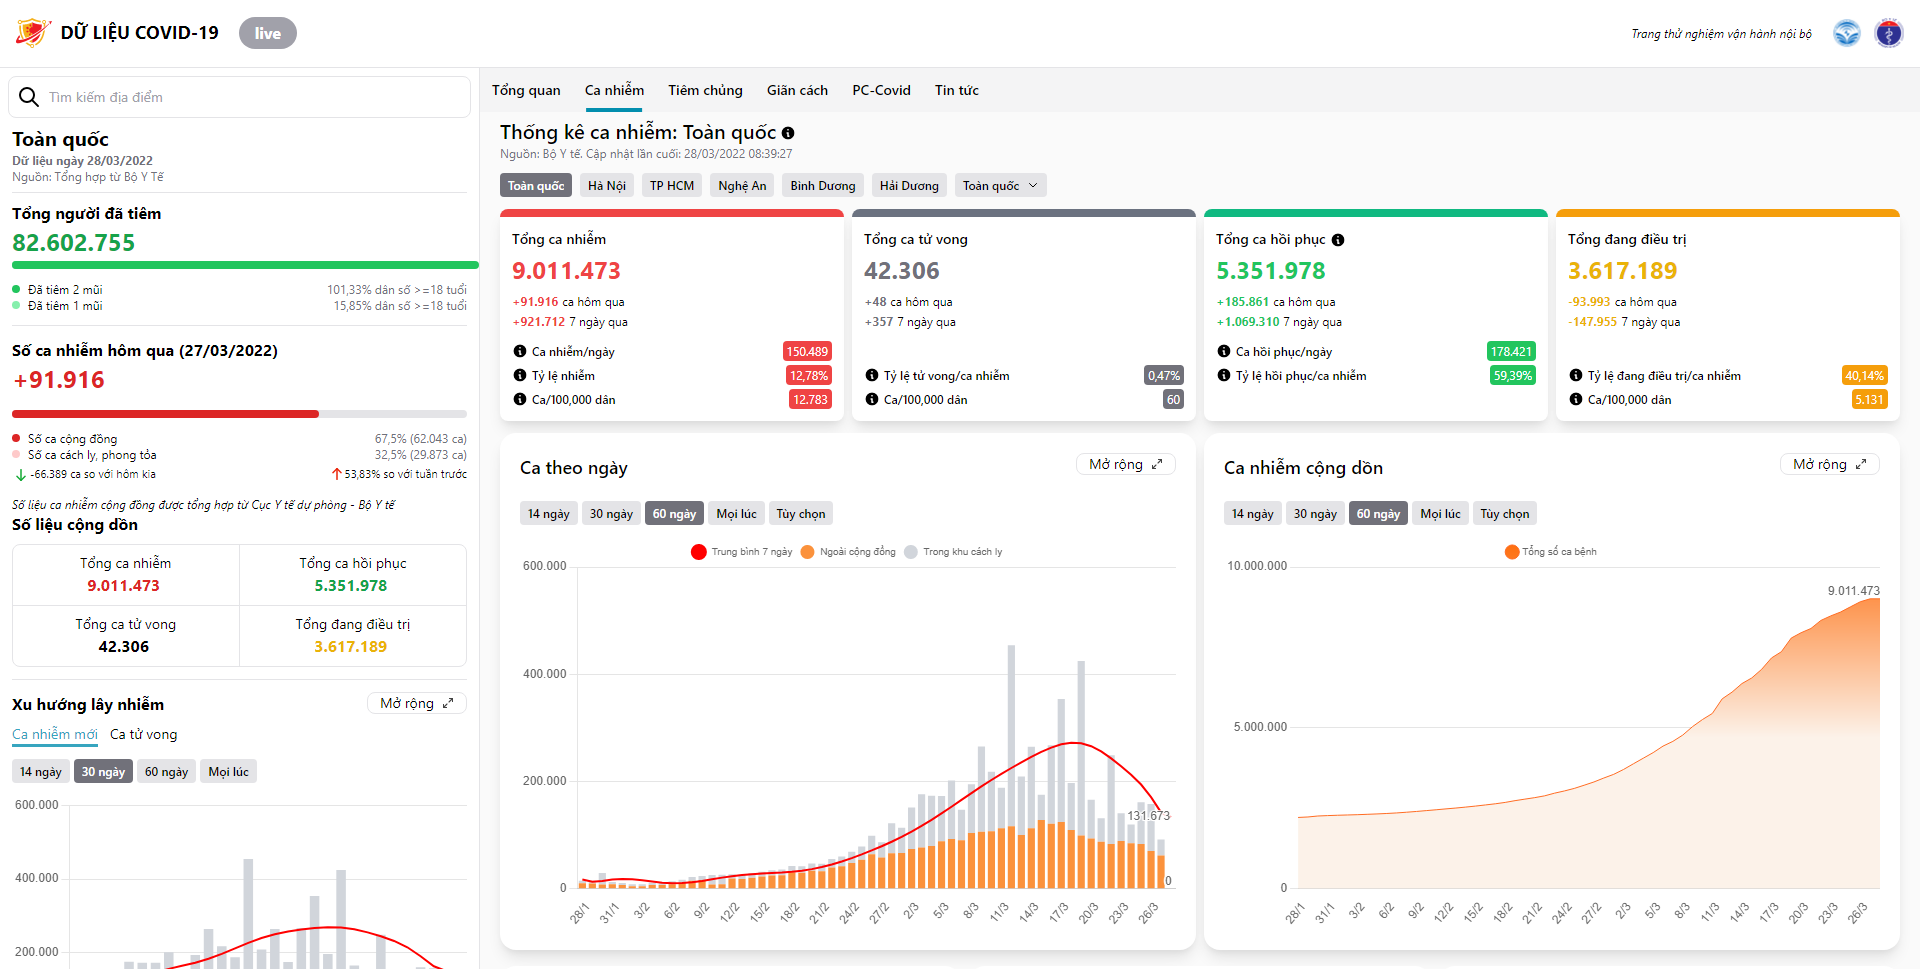 DỮ LIỆU COVID-19
live
Trang thử nghiệm vận hành nội bộ
Tìm kiếm địa điểm
Toàn quốc
Dữ liệu ngày 28/03/2022
Nguồn: Tổng hợp từ Bộ Y Tế
Tổng người đã tiêm
82.602.755
Đã tiêm 2 mũi 101,33% dân số >=18 tuổi
Đã tiêm 1 mũi 15,85% dân số >=18 tuổi
Số ca nhiễm hôm qua (27/03/2022)
+91.916
Số ca cộng đồng 67,5% (62.043 ca)
Số ca cách ly, phong tỏa 32,5% (29.873 ca)
-66.389 ca so với hôm kia 53,83% so với tuần trước
Số liệu ca nhiễm cộng đồng được tổng hợp từ Cục Y tế dự phòng - Bộ Y tế
Số liệu cộng dồn
Tổng ca nhiễm
9.011.473
Tổng ca hồi phục
5.351.978
Tổng ca tử vong
42.306
Tổng đang điều trị
3.617.189
Xu hướng lây nhiễm
Mở rộng
Ca nhiễm mới Ca tử vong
14 ngày 30 ngày 60 ngày Mọi lúc
600.000
400.000
200.000
Tổng quan Ca nhiễm Tiêm chủng Giãn cách PC-Covid Tin tức
Thống kê ca nhiễm: Toàn quốc
Nguồn: Bộ Y tế. Cập nhật lần cuối: 28/03/2022 08:39:27
Toàn quốc Hà Nội TP HCM Nghệ An Bình Dương Hải Dương Toàn quốc
Tổng ca nhiễm
9.011.473
+91.916 ca hôm qua
+921.712 7 ngày qua
Ca nhiễm/ngày 150.489
Tỷ lệ nhiễm 12,78%
Ca/100,000 dân 12.783
Tổng ca tử vong
42.306
+48 ca hôm qua
+357 7 ngày qua
Tỷ lệ tử vong/ca nhiễm 0,47%
Ca/100,000 dân 60
Tổng ca hồi phục
5.351.978
+185.861 ca hôm qua
+1.069.310 7 ngày qua
Ca hồi phục/ngày 178.421
Tỷ lệ hồi phục/ca nhiễm 59,39%
Tổng đang điều trị
3.617.189
-93.993 ca hôm qua
-147.955 7 ngày qua
Tỷ lệ đang điều trị/ca nhiễm 40,14%
Ca/100,000 dân 5.131
Ca theo ngày
Mở rộng
14 ngày 30 ngày 60 ngày Mọi lúc Tùy chọn
Trung bình 7 ngày Ngoài cộng đồng Trong khu cách ly
600.000
400.000
200.000
0
131.673
0
28/1 31/1 3/2 6/2 9/2 12/2 15/2 18/2 21/2 24/2 27/2 2/3 5/3 8/3 11/3 14/3 17/3 20/3 23/3 26/3
Ca nhiễm cộng dồn
Mở rộng
14 ngày 30 ngày 60 ngày Mọi lúc Tùy chọn
Tổng số ca bệnh
10.000.000
9.011.473
5.000.000
0
28/1 31/1 3/2 6/2 9/2 12/2 15/2 18/2 21/2 24/2 27/2 2/3 5/3 8/3 11/3 14/3 17/3 20/3 23/3 26/3